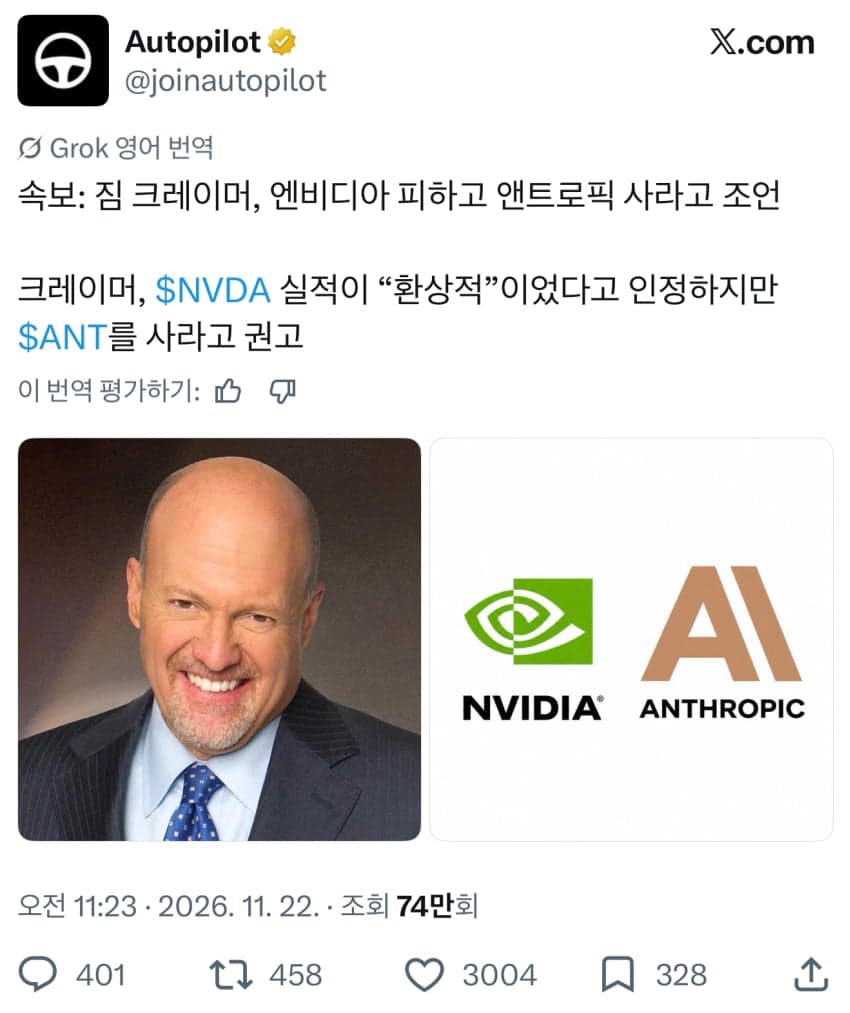 Autopilot
X.com
@joinautopilot
Grok 영어 번역
속보: 짐 크레이머, 엔비디아 피하고 앤트로픽 사라고 조언
크레이머, $NVDA 실적이 “환상적”이었다고 인정하지만
$ANT를 사라고 권고
이 번역 평가하기:
NVIDIA®
ANTHROPIC
오전 11:23 · 2026. 11. 22. · 조회 74만회
401 458 3004 328